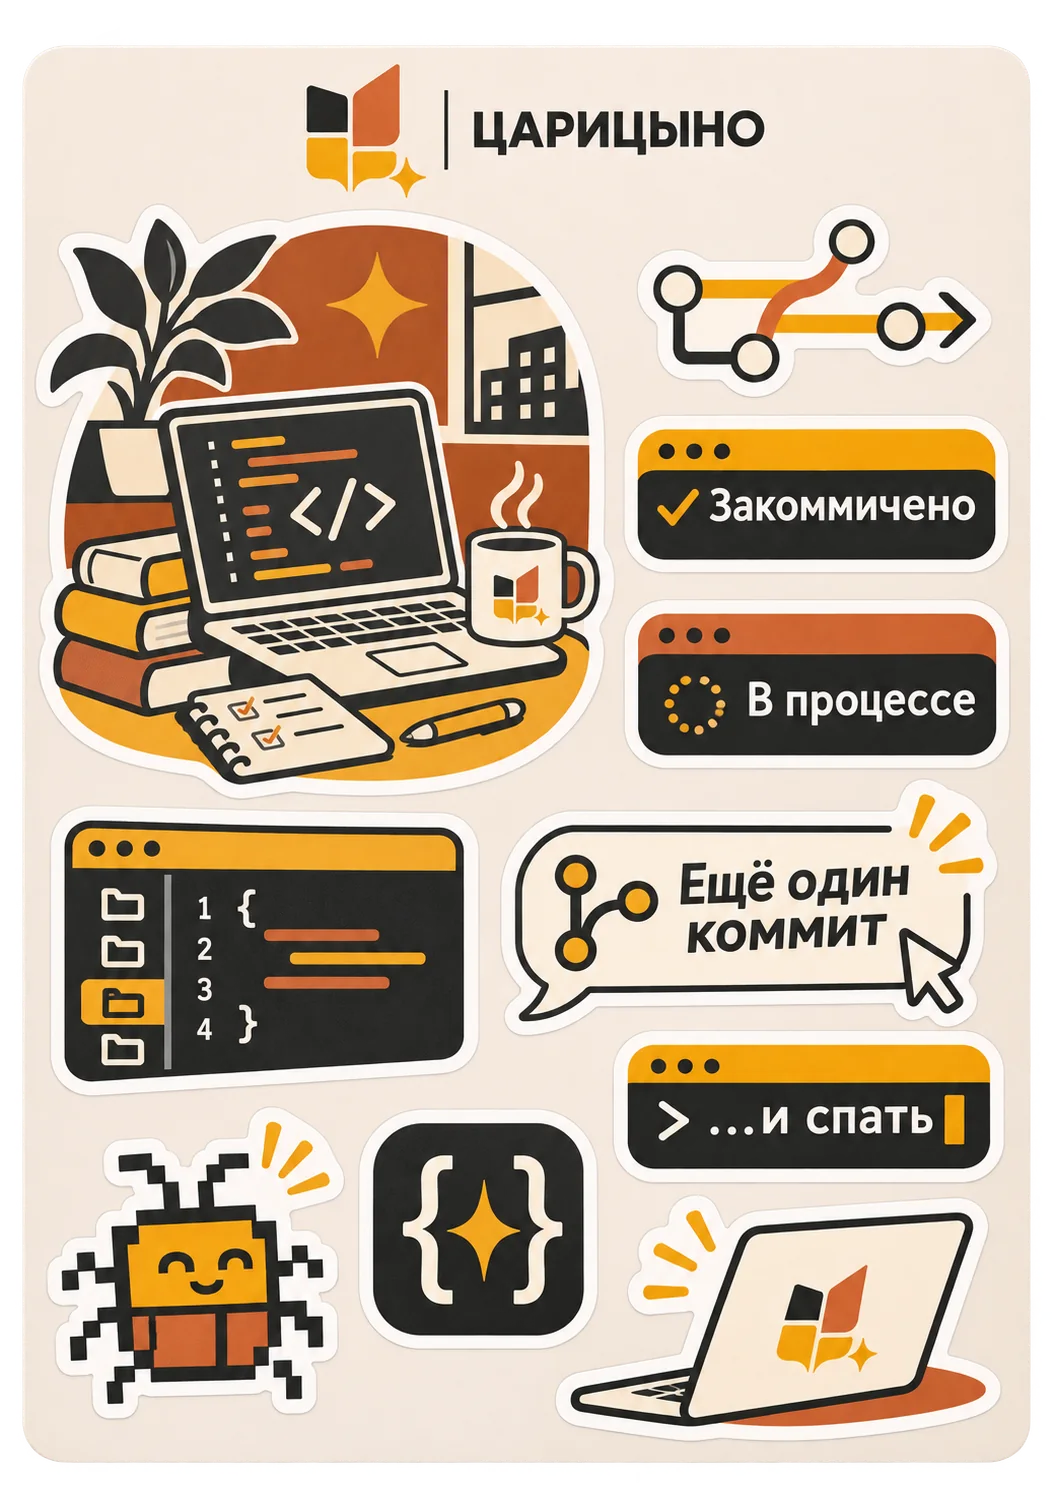 ЦАРИЦЫНО
</>
✓ Закоммичено
В процессе
1 {
2
3
4 }
Ещё один
коммит
> ...и спать
{ }